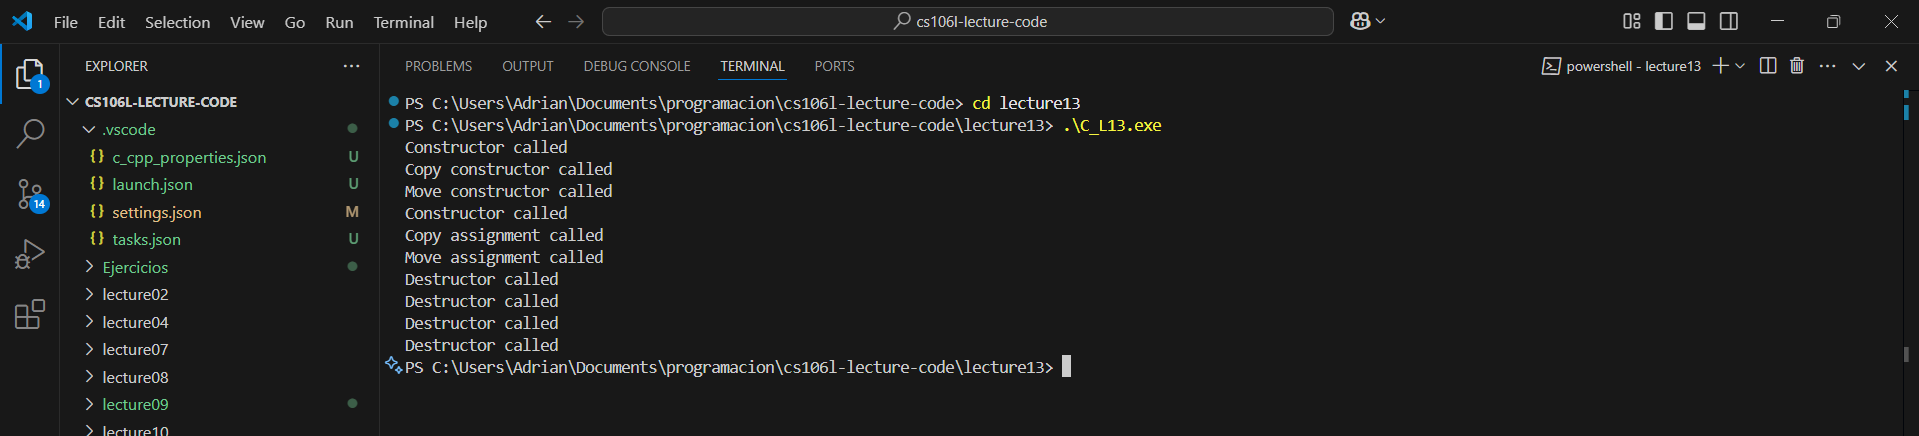 File Edit Selection View Go Run Terminal Help cs106l-lecture-code
EXPLORER
CS106L-LECTURE-CODE
.vscode
{} c_cpp_properties.json U
{} launch.json U
{} settings.json M
{} tasks.json U
Ejercicios
lecture02
lecture04
lecture07
lecture08
lecture09
lecture10
1
14
PROBLEMS OUTPUT DEBUG CONSOLE TERMINAL PORTS powershell - lecture13
PS C:\Users\Adrian\Documents\programacion\cs106l-lecture-code> cd lecture13
PS C:\Users\Adrian\Documents\programacion\cs106l-lecture-code\lecture13> .\C_L13.exe
Constructor called
Copy constructor called
Move constructor called
Constructor called
Copy assignment called
Move assignment called
Destructor called
Destructor called
Destructor called
Destructor called
PS C:\Users\Adrian\Documents\programacion\cs106l-lecture-code\lecture13>